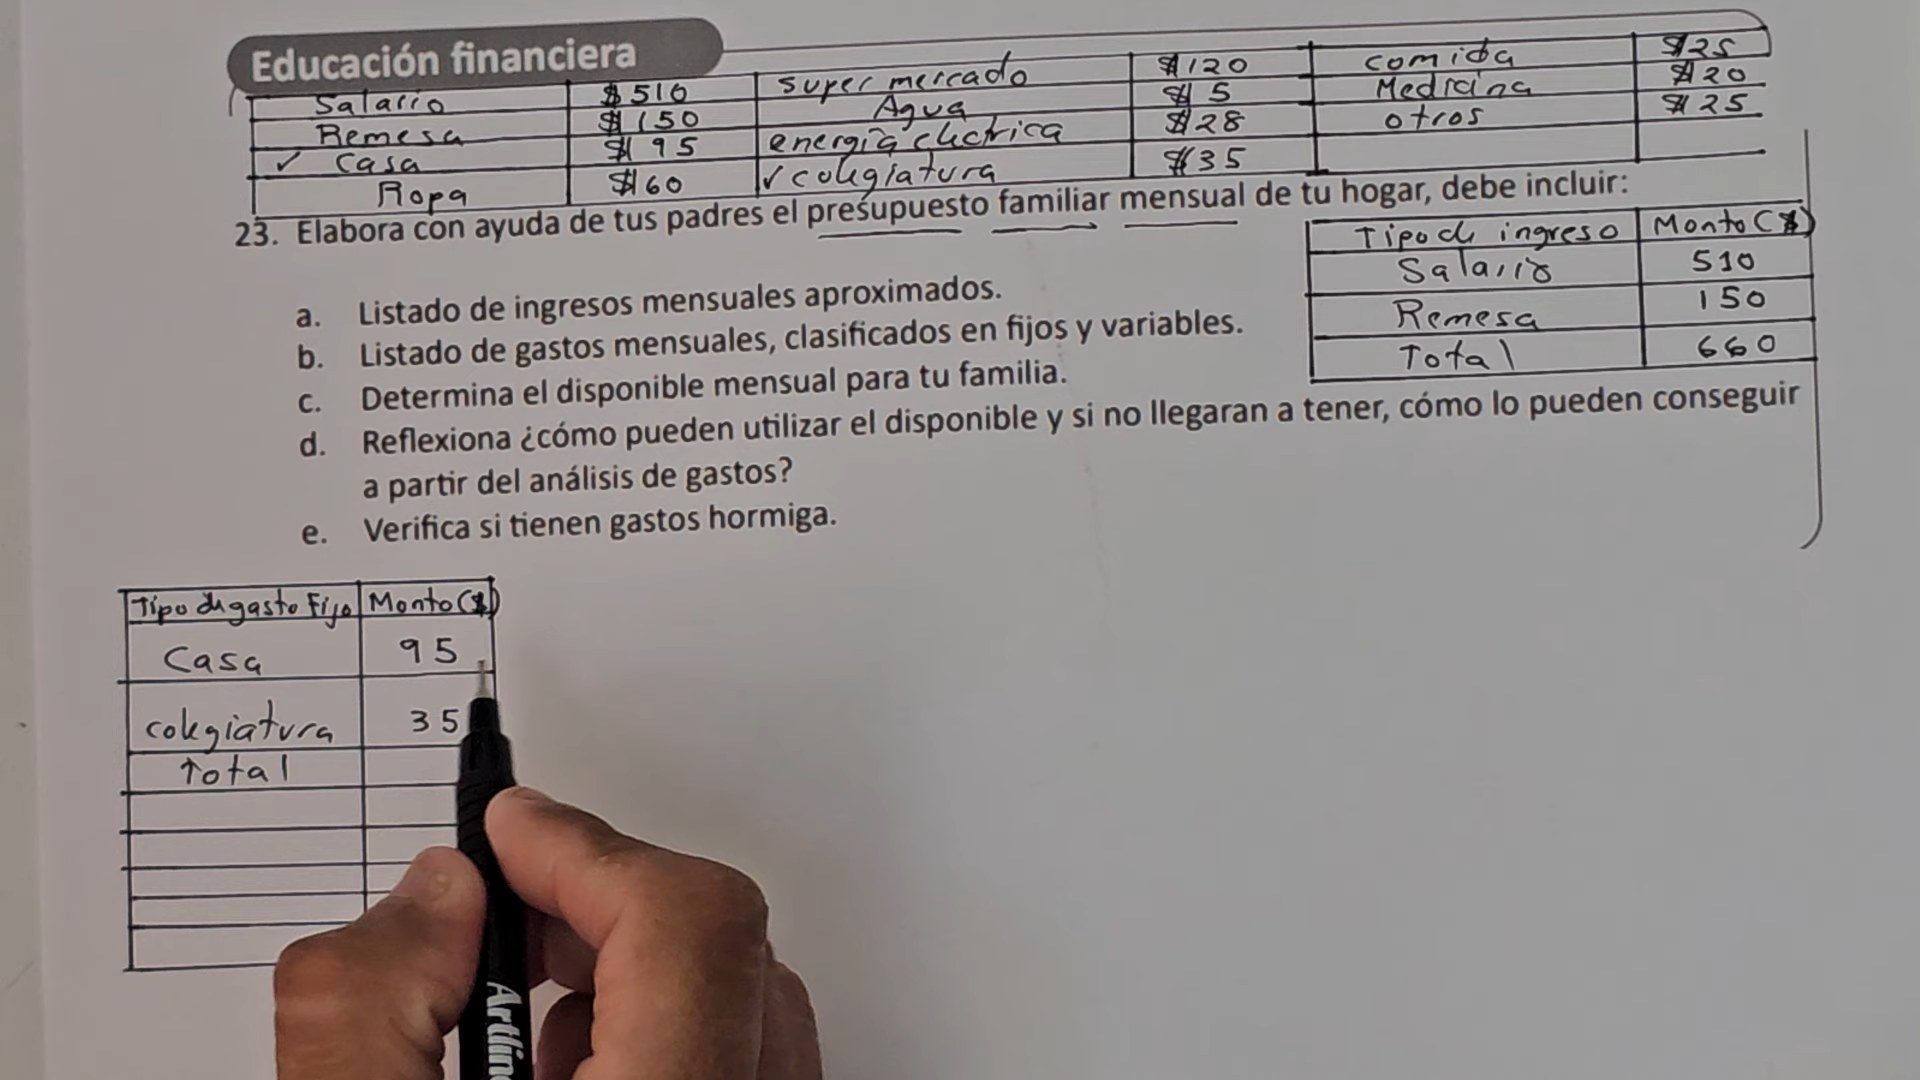 Educación financiera
Salario $510 super mercado $120 comida $25
Remesa $150 Agua $5 Medicina $20
✓ Casa $95 energía electrica $28 otros $25
Ropa $60 ✓ colegiatura $35
23. Elabora con ayuda de tus padres el presupuesto familiar mensual de tu hogar, debe incluir:
a. Listado de ingresos mensuales aproximados.
b. Listado de gastos mensuales, clasificados en fijos y variables.
c. Determina el disponible mensual para tu familia.
d. Reflexiona ¿cómo pueden utilizar el disponible y si no llegaran a tener, cómo lo pueden conseguir
a partir del análisis de gastos?
e. Verifica si tienen gastos hormiga.
Tipo de ingreso Monto ($)
Salario 510
Remesa 150
Total 660
Tipo de gasto Fijo Monto ($)
Casa 95
colegiatura 35
Total
Artlin